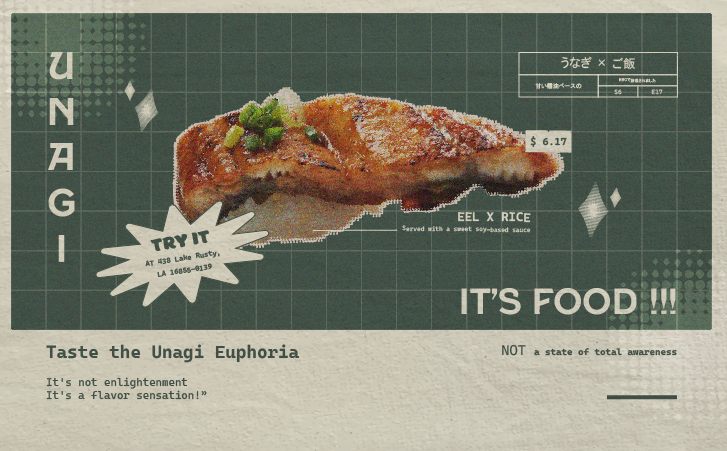 UNAGI
うなぎ × ご飯
甘い醤油ベースの
S6 E17
$ 6.17
EEL X RICE
Served with a sweet soy-based sauce
TRY IT
AT 438 Lake Rusty,
LA 16855-0139
IT'S FOOD !!!
Taste the Unagi Euphoria
NOT a state of total awareness
It's not enlightenment
It's a flavor sensation!"